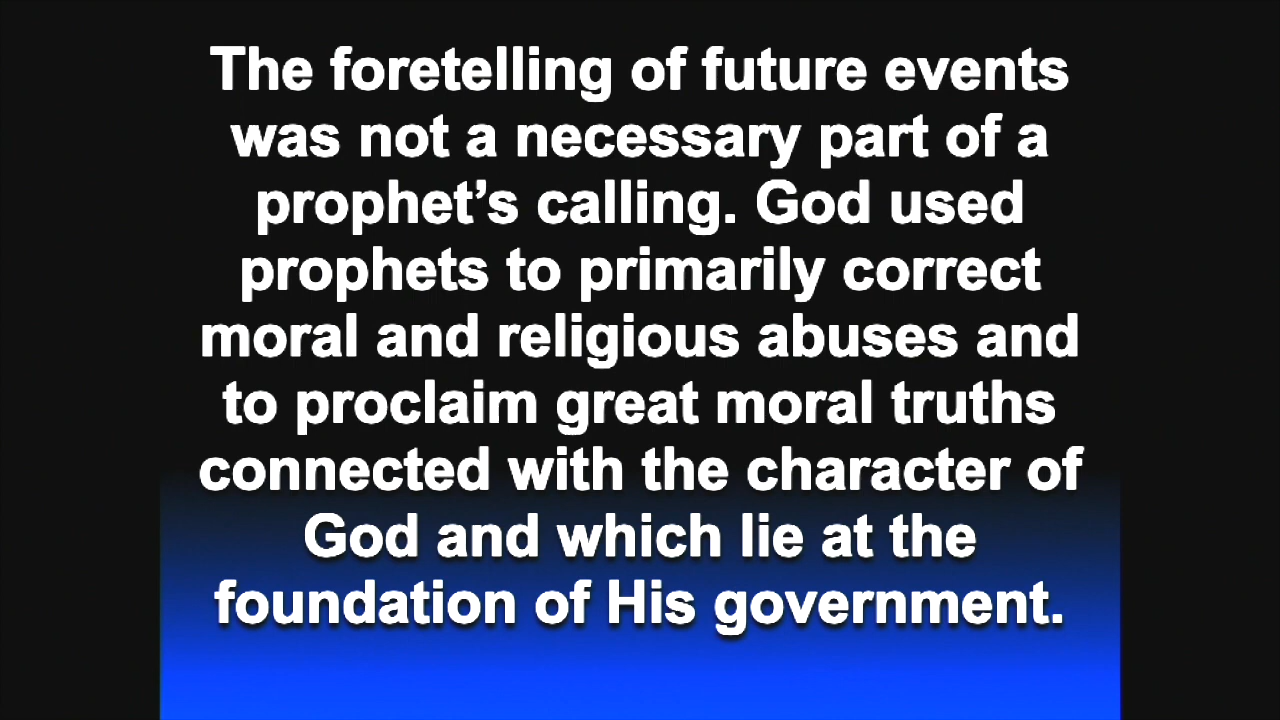 The foretelling of future events
was not a necessary part of a
prophet’s calling. God used
prophets to primarily correct
moral and religious abuses and
to proclaim great moral truths
connected with the character of
God and which lie at the
foundation of His government.